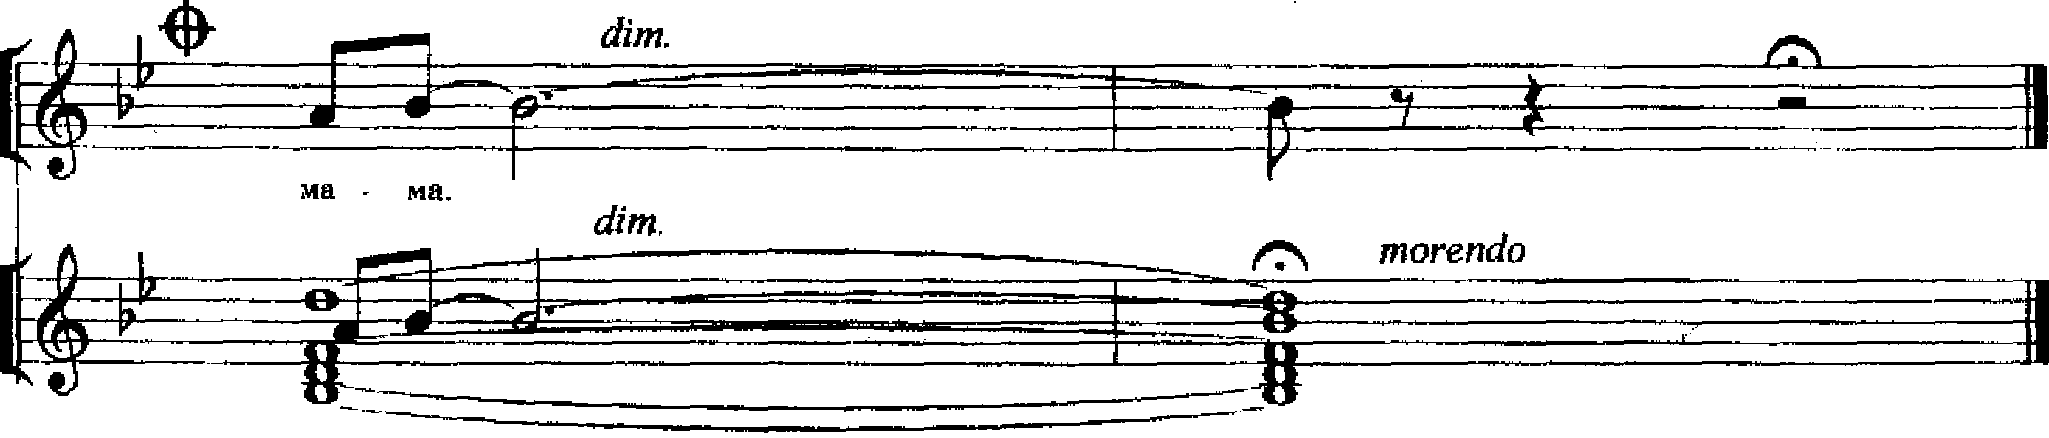 dim.
ма - ма.
dim.
morendo